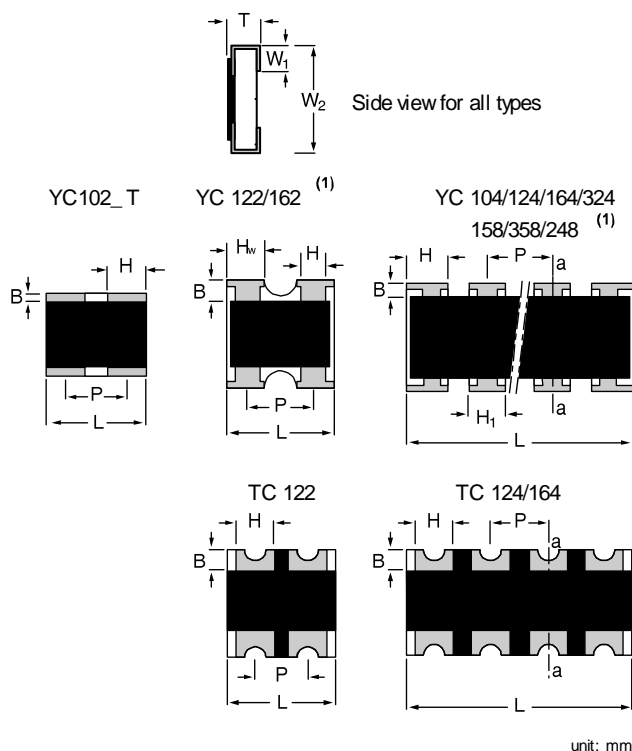 T
W1
W2
Side view for all types
YC102_ T
YC 122/162 (1)
YC 104/124/164/324
158/358/248 (1)
H
B
P
L
Hw
H
B
P
L
H
P
a
B
H1
a
L
TC 122
TC 124/164
H
B
P
L
H
P
a
B
a
L
unit: mm